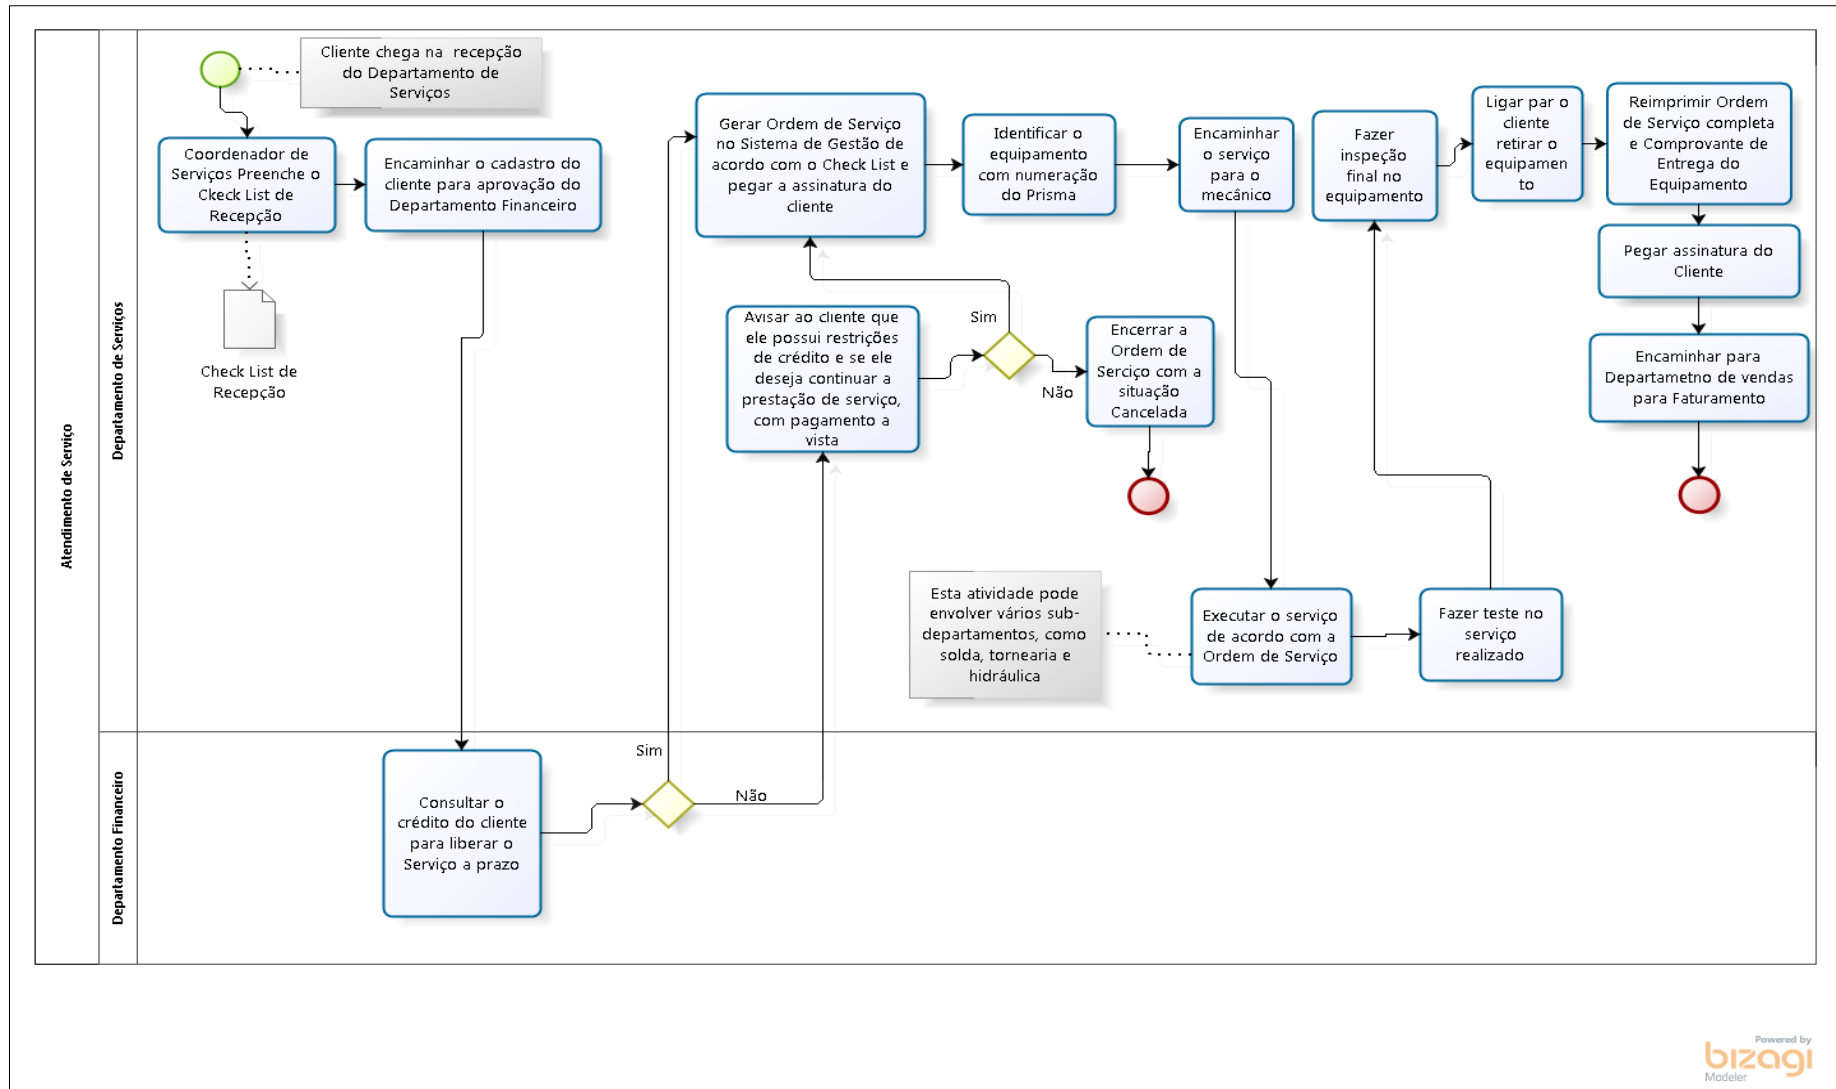 Atendimento de Serviço
Departamento de Serviços
Cliente chega na recepção
do Departamento de
Serviços
Coordenador de
Serviços Preenche o
Ckeck List de
Recepção
Check List de
Recepção
Encaminhar o cadastro do
cliente para aprovação do
Departamento Financeiro
Gerar Ordem de Serviço
no Sistema de Gestão de
acordo com o Check List e
pegar a assinatura do
cliente
Identificar o
equipamento
com numeração
do Prisma
Encaminhar
o serviço
para o
mecânico
Fazer
inspeção
final no
equipamento
Ligar par o
cliente
retirar o
equipamen
to
Reimprimir Ordem
de Serviço completa
e Comprovante de
Entrega do
Equipamento
Pegar assinatura do
Cliente
Encaminhar para
Departametno de vendas
para Faturamento
Avisar ao cliente que
ele possui restrições
de crédito e se ele
deseja continuar a
prestação de serviço,
com pagamento a
vista
Sim
Não
Encerrar a
Ordem de
Serciço com a
situação
Cancelada
Esta atividade pode
envolver vários sub-
departamentos, como
solda, tornearia e
hidráulica
Executar o serviço
de acordo com a
Ordem de Serviço
Fazer teste no
serviço
realizado
Departamento Financeiro
Consultar o
crédito do cliente
para liberar o
Serviço a prazo
Sim
Não
Powered by
bizagi
Modeler